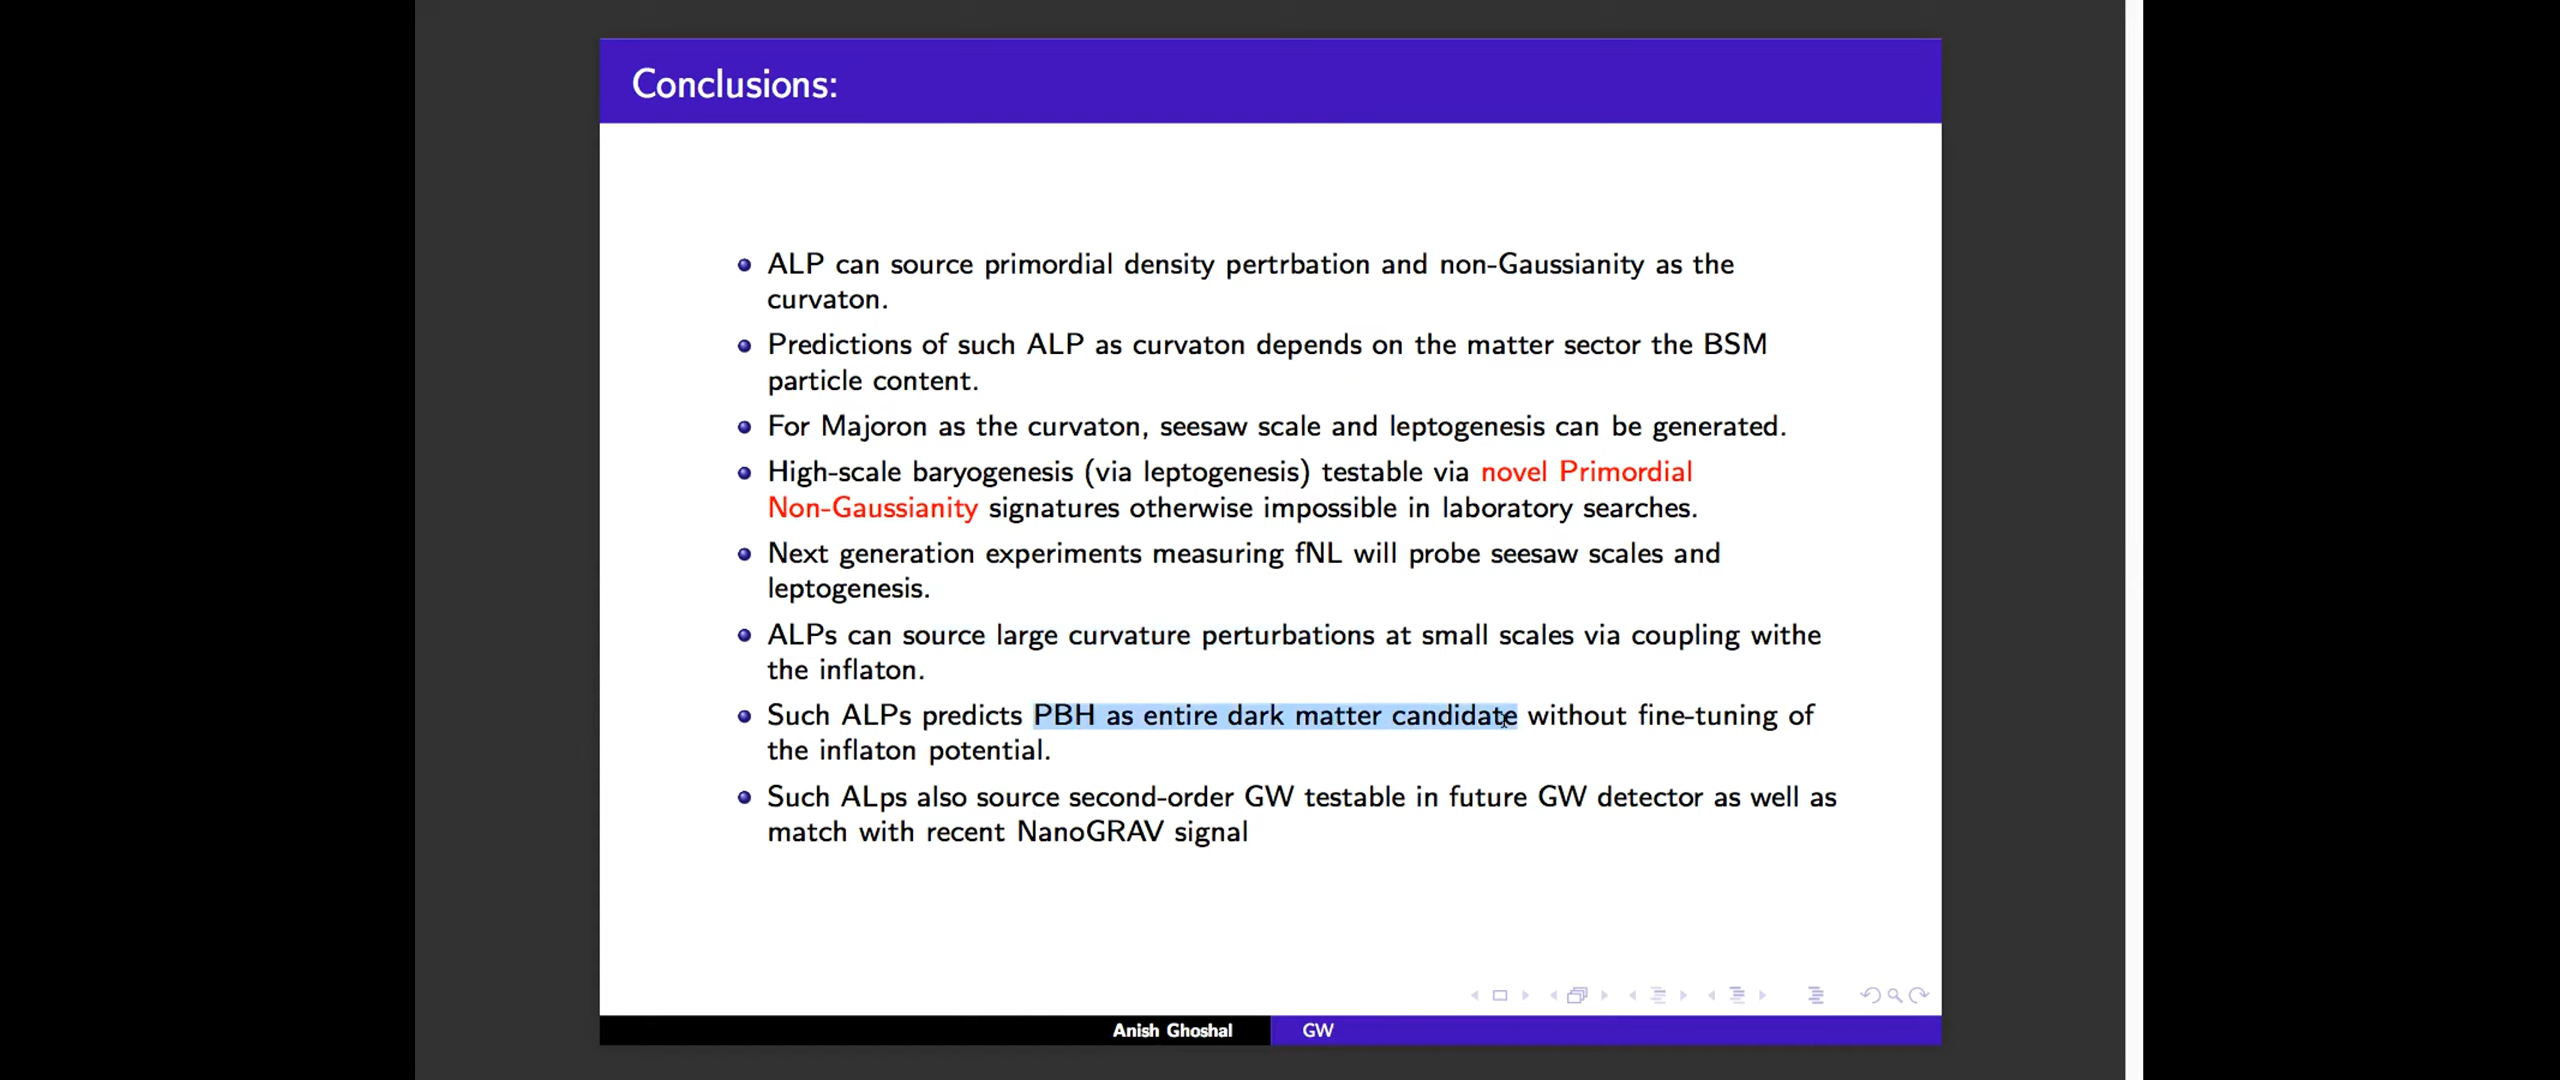 Conclusions:
ALP can source primordial density pertrbation and non-Gaussianity as the
curvaton.
Predictions of such ALP as curvaton depends on the matter sector the BSM
particle content.
For Majoron as the curvaton, seesaw scale and leptogenesis can be generated.
High-scale baryogenesis (via leptogenesis) testable via novel Primordial
Non-Gaussianity signatures otherwise impossible in laboratory searches.
Next generation experiments measuring fNL will probe seesaw scales and
leptogenesis.
ALPs can source large curvature perturbations at small scales via coupling withe
the inflaton.
Such ALPs predicts PBH as entire dark matter candidate without fine-tuning of
the inflaton potential.
Such ALps also source second-order GW testable in future GW detector as well as
match with recent NanoGRAV signal
Anish Ghoshal GW